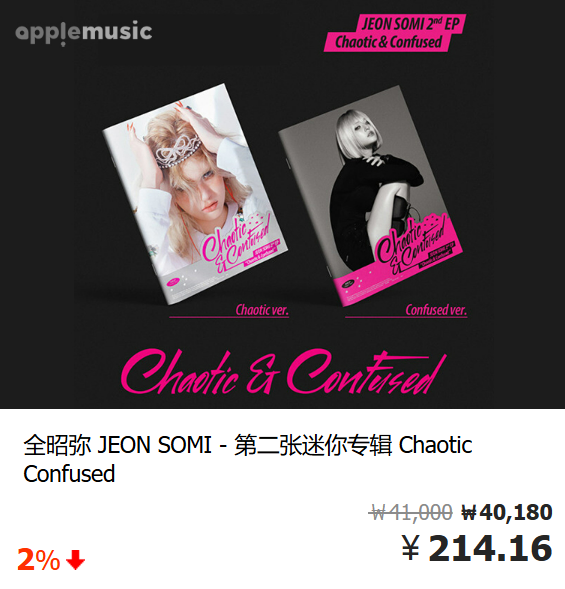 applemusic
JEON SOMI 2nd EP
Chaotic & Confused
Chaotic
& Confused
Chaotic
& Confused
Chaotic ver.
Confused ver.
Chaotic & Confused
全昭弥 JEON SOMI - 第二张迷你专辑 Chaotic
Confused
₩41,000 ₩40,180
2%
¥ 214.16